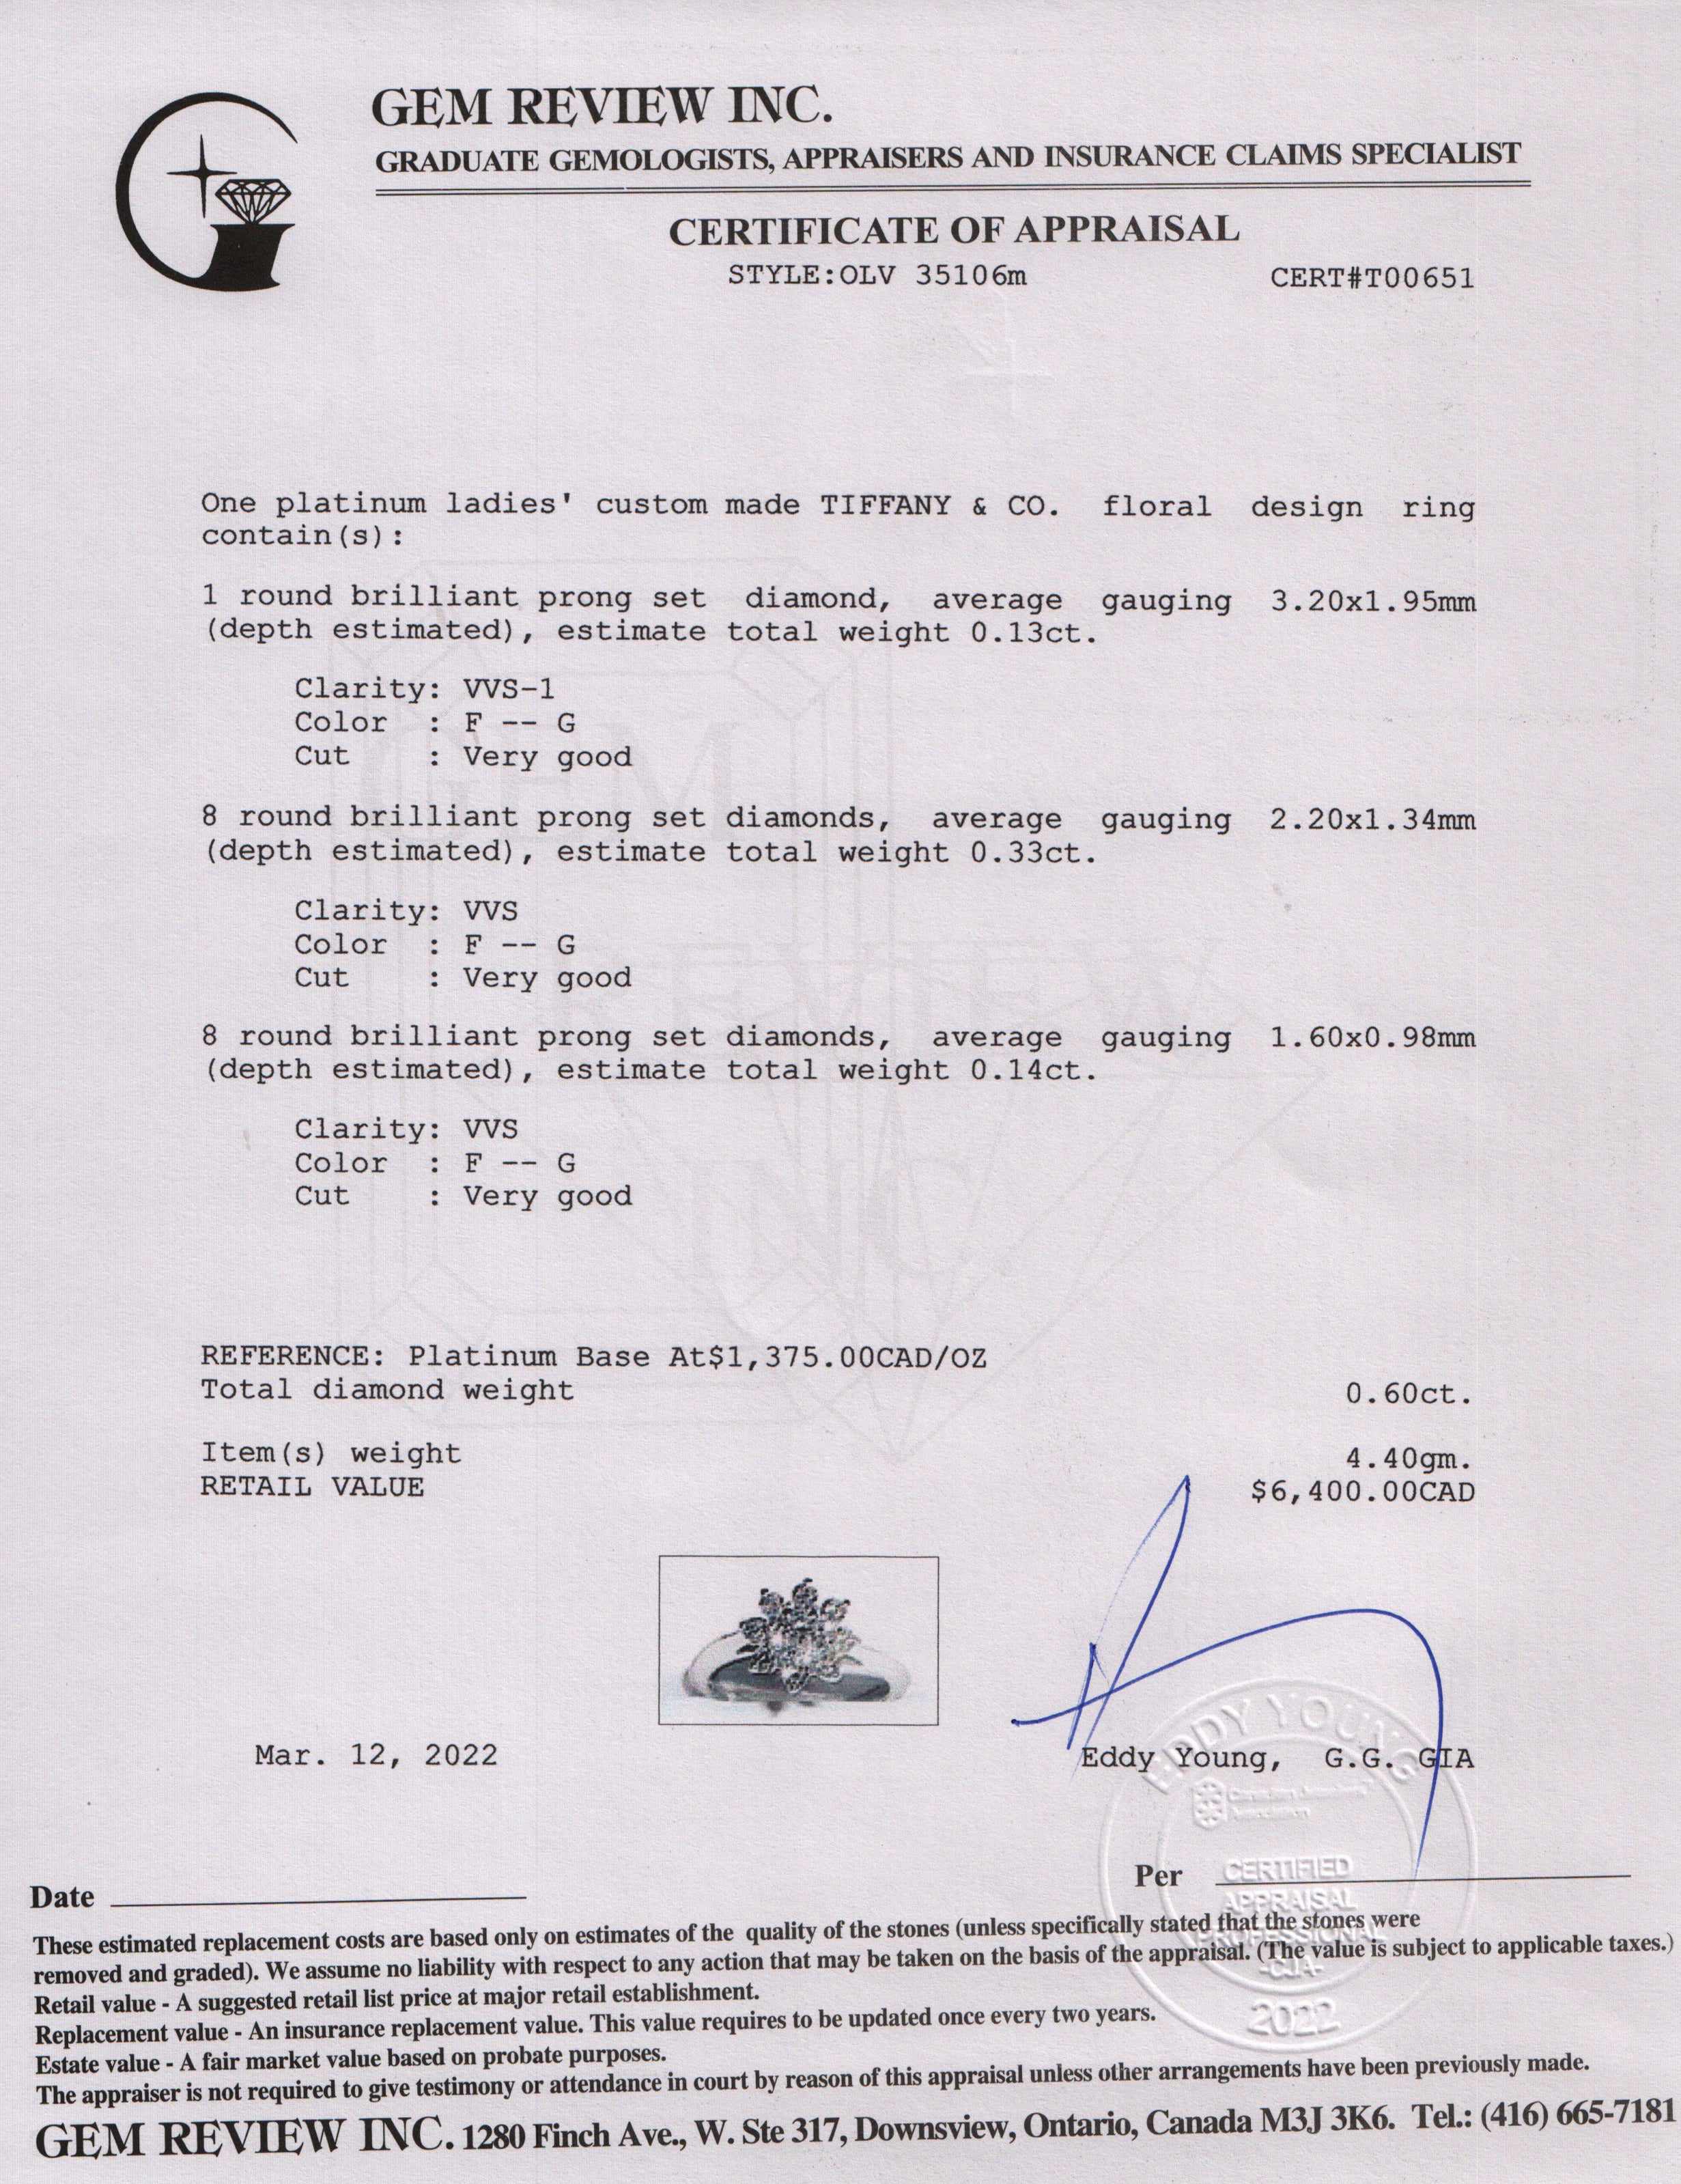 GEM REVIEW INC.
GRADUATE GEMOLOGISTS, APPRAISERS AND INSURANCE CLAIMS SPECIALIST
CERTIFICATE OF APPRAISAL
STYLE:OLV 35106m CERT#T00651
One platinum ladies' custom made TIFFANY & CO. floral design ring
contain(s):
1 round brilliant prong set diamond, average gauging 3.20x1.95mm
(depth estimated), estimate total weight 0.13ct.
Clarity: VVS-1
Color : F -- G
Cut : Very good
8 round brilliant prong set diamonds, average gauging 2.20x1.34mm
(depth estimated), estimate total weight 0.33ct.
Clarity: VVS
Color : F -- G
Cut : Very good
8 round brilliant prong set diamonds, average gauging 1.60x0.98mm
(depth estimated), estimate total weight 0.14ct.
Clarity: VVS
Color : F -- G
Cut : Very good
GEM
REVIEW
INC
REFERENCE: Platinum Base At$1,375.00CAD/OZ
Total diamond weight 0.60ct.
Item(s) weight 4.40gm.
RETAIL VALUE $6,400.00CAD
Mar. 12, 2022 Eddy Young, G.G. GIA
EDDY YOUNG
CERTIFIED
APPRAISAL
PROFESSIONAL
-CJA-
2022
Date Per
These estimated replacement costs are based only on estimates of the quality of the stones (unless specifically stated that the stones were
removed and graded). We assume no liability with respect to any action that may be taken on the basis of the appraisal. (The value is subject to applicable taxes.)
Retail value - A suggested retail list price at major retail establishment.
Replacement value - An insurance replacement value. This value requires to be updated once every two years.
Estate value - A fair market value based on probate purposes.
The appraiser is not required to give testimony or attendance in court by reason of this appraisal unless other arrangements have been previously made.
GEM REVIEW INC. 1280 Finch Ave., W. Ste 317, Downsview, Ontario, Canada M3J 3K6. Tel.: (416) 665-7181